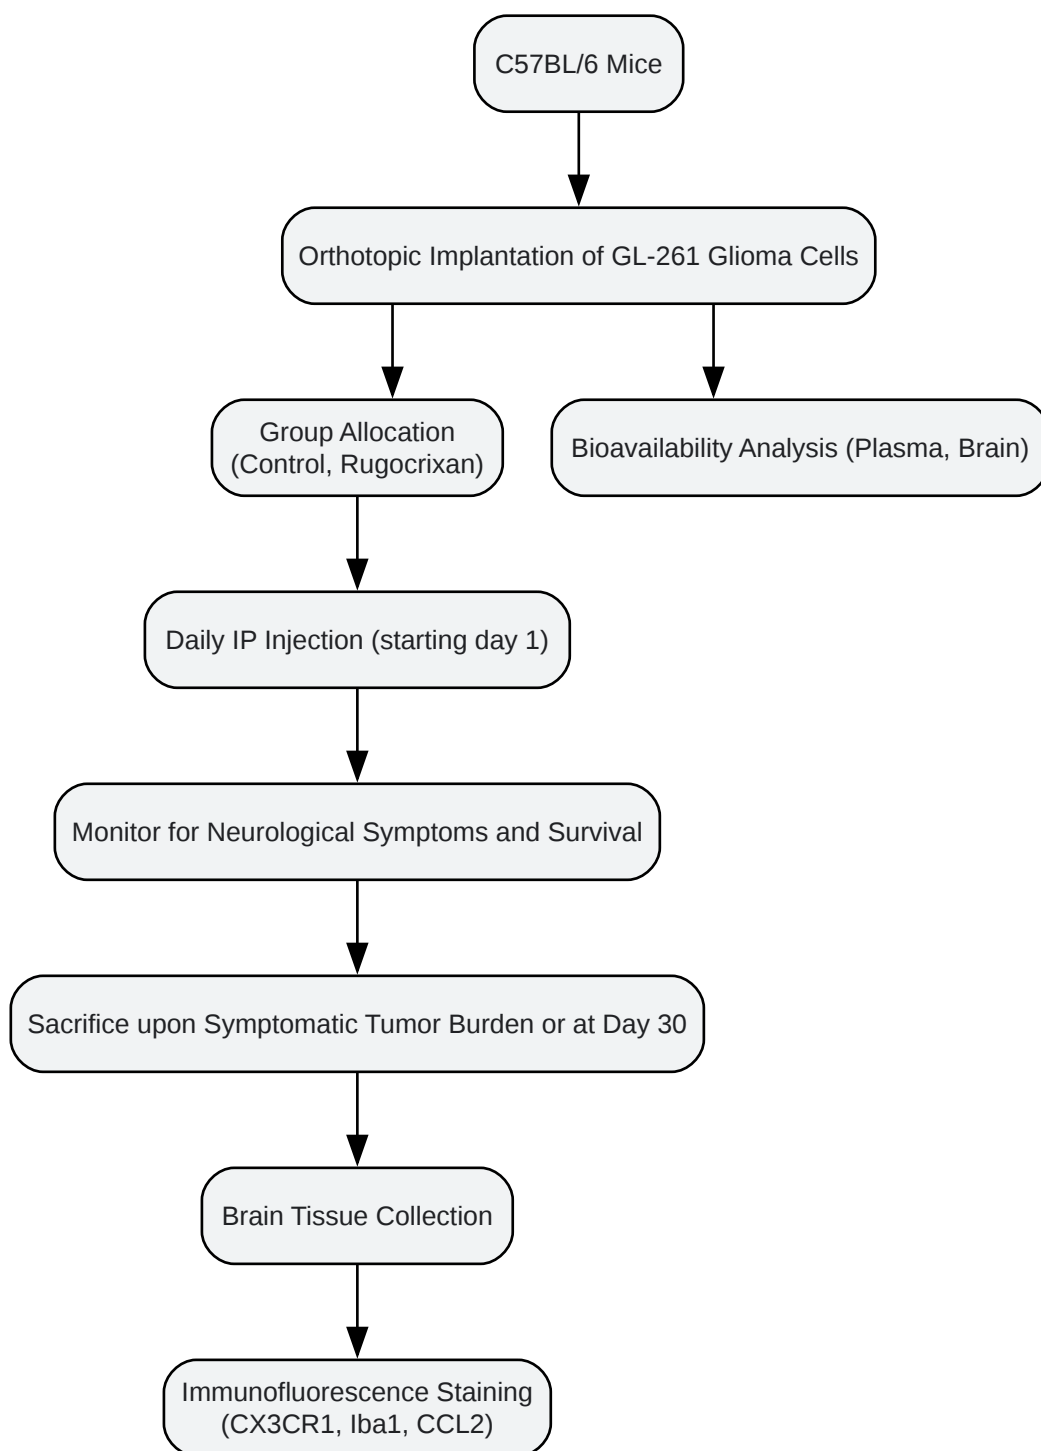 C57BL/6 Mice
Orthotopic Implantation of GL-261 Glioma Cells
Group Allocation
(Control, Rugocrixan)
Bioavailability Analysis (Plasma, Brain)
Daily IP Injection (starting day 1)
Monitor for Neurological Symptoms and Survival
Sacrifice upon Symptomatic Tumor Burden or at Day 30
Brain Tissue Collection
Immunofluorescence Staining
(CX3CR1, Iba1, CCL2)